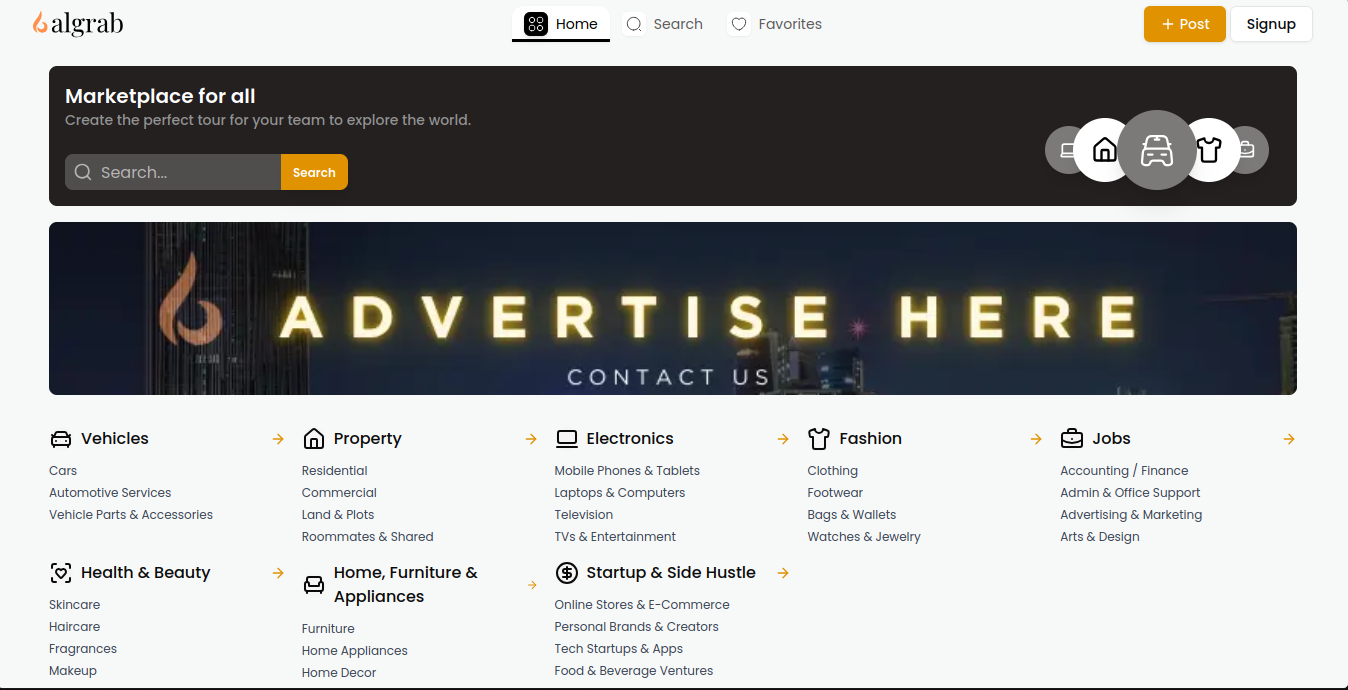 algrab
Home
Search
Favorites
+ Post
Signup
Marketplace for all
Create the perfect tour for your team to explore the world.
Search...
Search
ADVERTISE HERE
CONTACT US
Vehicles
Cars
Automotive Services
Vehicle Parts & Accessories
Property
Residential
Commercial
Land & Plots
Roommates & Shared
Electronics
Mobile Phones & Tablets
Laptops & Computers
Television
TVs & Entertainment
Fashion
Clothing
Footwear
Bags & Wallets
Watches & Jewelry
Jobs
Accounting / Finance
Admin & Office Support
Advertising & Marketing
Arts & Design
Health & Beauty
Skincare
Haircare
Fragrances
Makeup
Home, Furniture &
Appliances
Furniture
Home Appliances
Home Decor
Startup & Side Hustle
Online Stores & E-Commerce
Personal Brands & Creators
Tech Startups & Apps
Food & Beverage Ventures